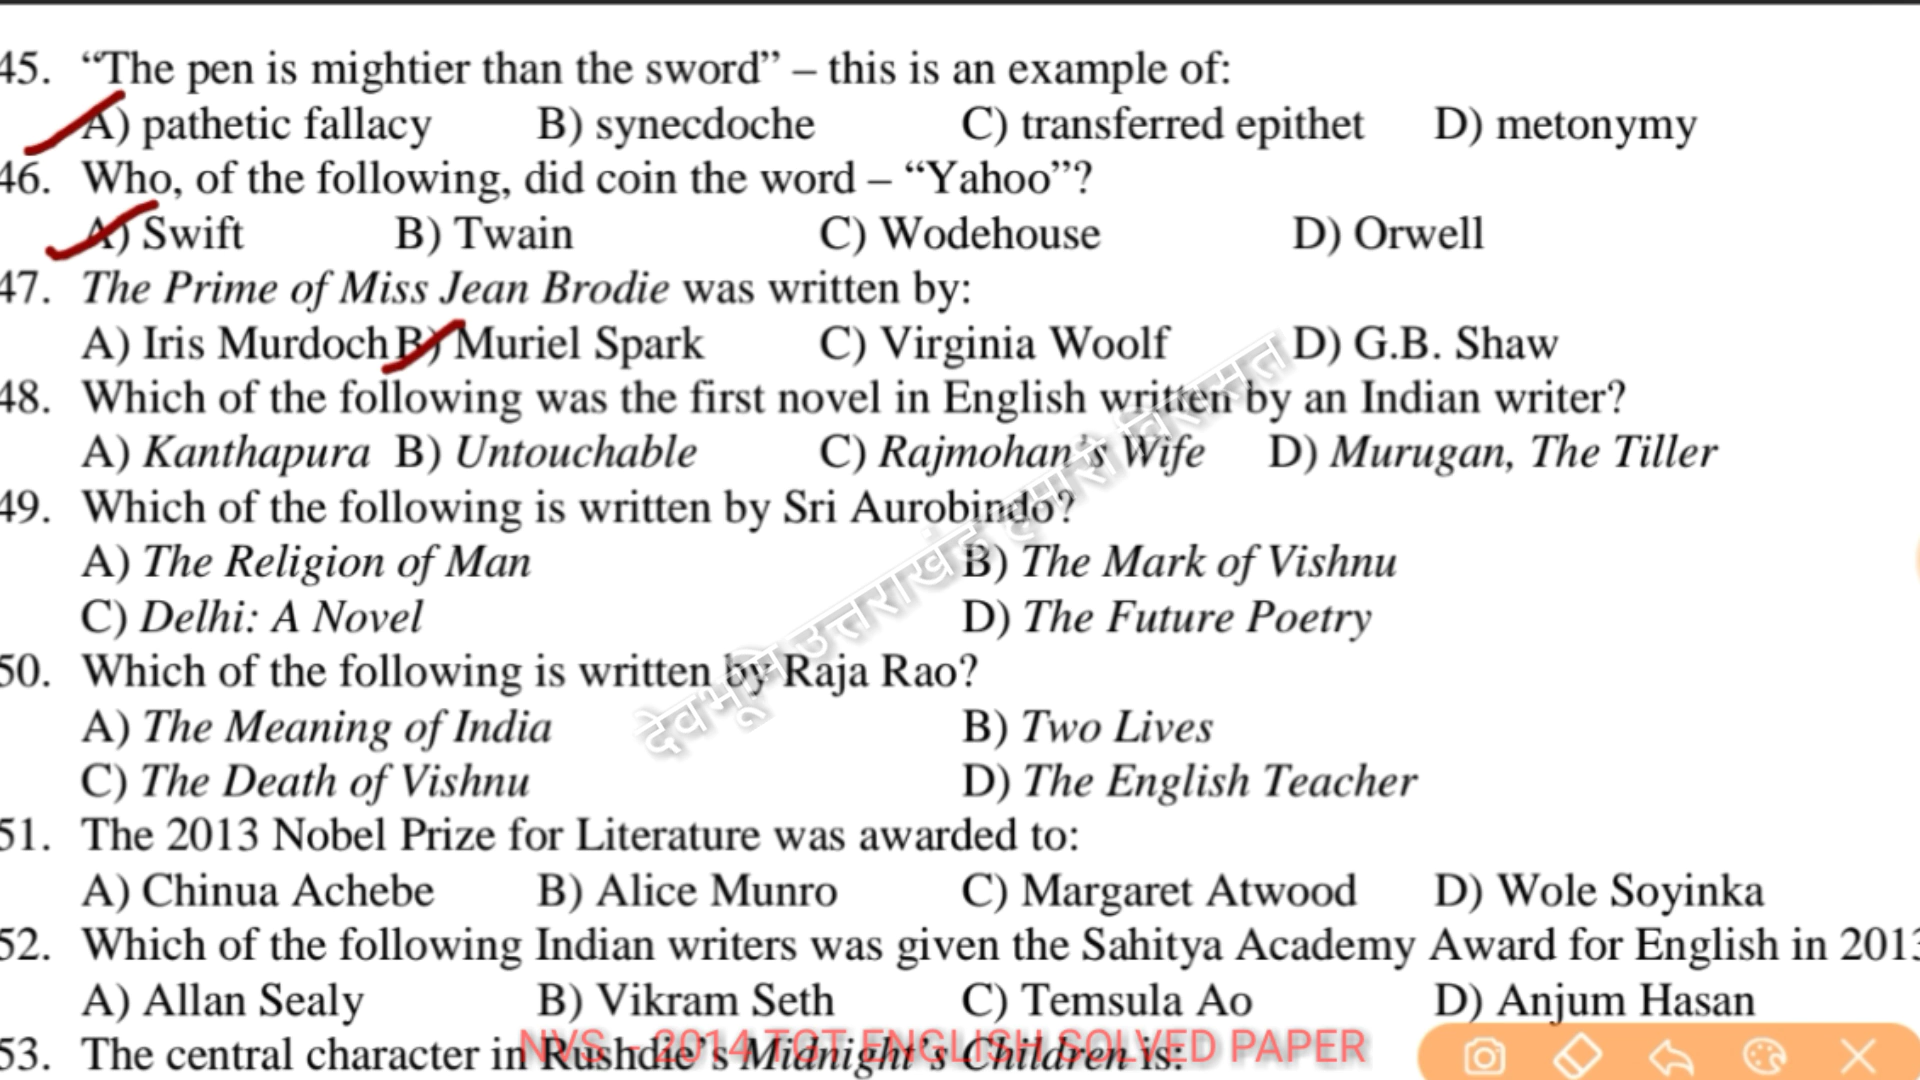 45. “The pen is mightier than the sword” – this is an example of:
A) pathetic fallacy B) synecdoche C) transferred epithet D) metonymy
46. Who, of the following, did coin the word – “Yahoo”?
A) Swift B) Twain C) Wodehouse D) Orwell
47. The Prime of Miss Jean Brodie was written by:
A) Iris Murdoch B) Muriel Spark C) Virginia Woolf D) G.B. Shaw
48. Which of the following was the first novel in English written by an Indian writer?
A) Kanthapura B) Untouchable C) Rajmohan's Wife D) Murugan, The Tiller
49. Which of the following is written by Sri Aurobindo?
A) The Religion of Man B) The Mark of Vishnu
C) Delhi: A Novel D) The Future Poetry
50. Which of the following is written by Raja Rao?
A) The Meaning of India B) Two Lives
C) The Death of Vishnu D) The English Teacher
51. The 2013 Nobel Prize for Literature was awarded to:
A) Chinua Achebe B) Alice Munro C) Margaret Atwood D) Wole Soyinka
52. Which of the following Indian writers was given the Sahitya Academy Award for English in 2013
A) Allan Sealy B) Vikram Seth C) Temsula Ao D) Anjum Hasan
53. The central character in Rushdie's Midnight's Children is:
NVS - 2014 TGT ENGLISH SOLVED PAPER
देवभूमि उत्तराखंड हमारी विरासत